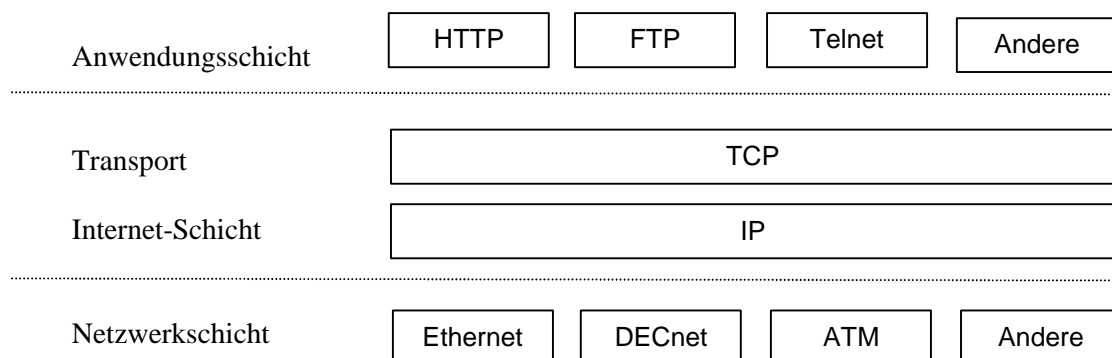 Anwendungsschicht HTTP FTP Telnet Andere
Transport TCP
Internet-Schicht IP
Netzwerkschicht Ethernet DECnet ATM Andere